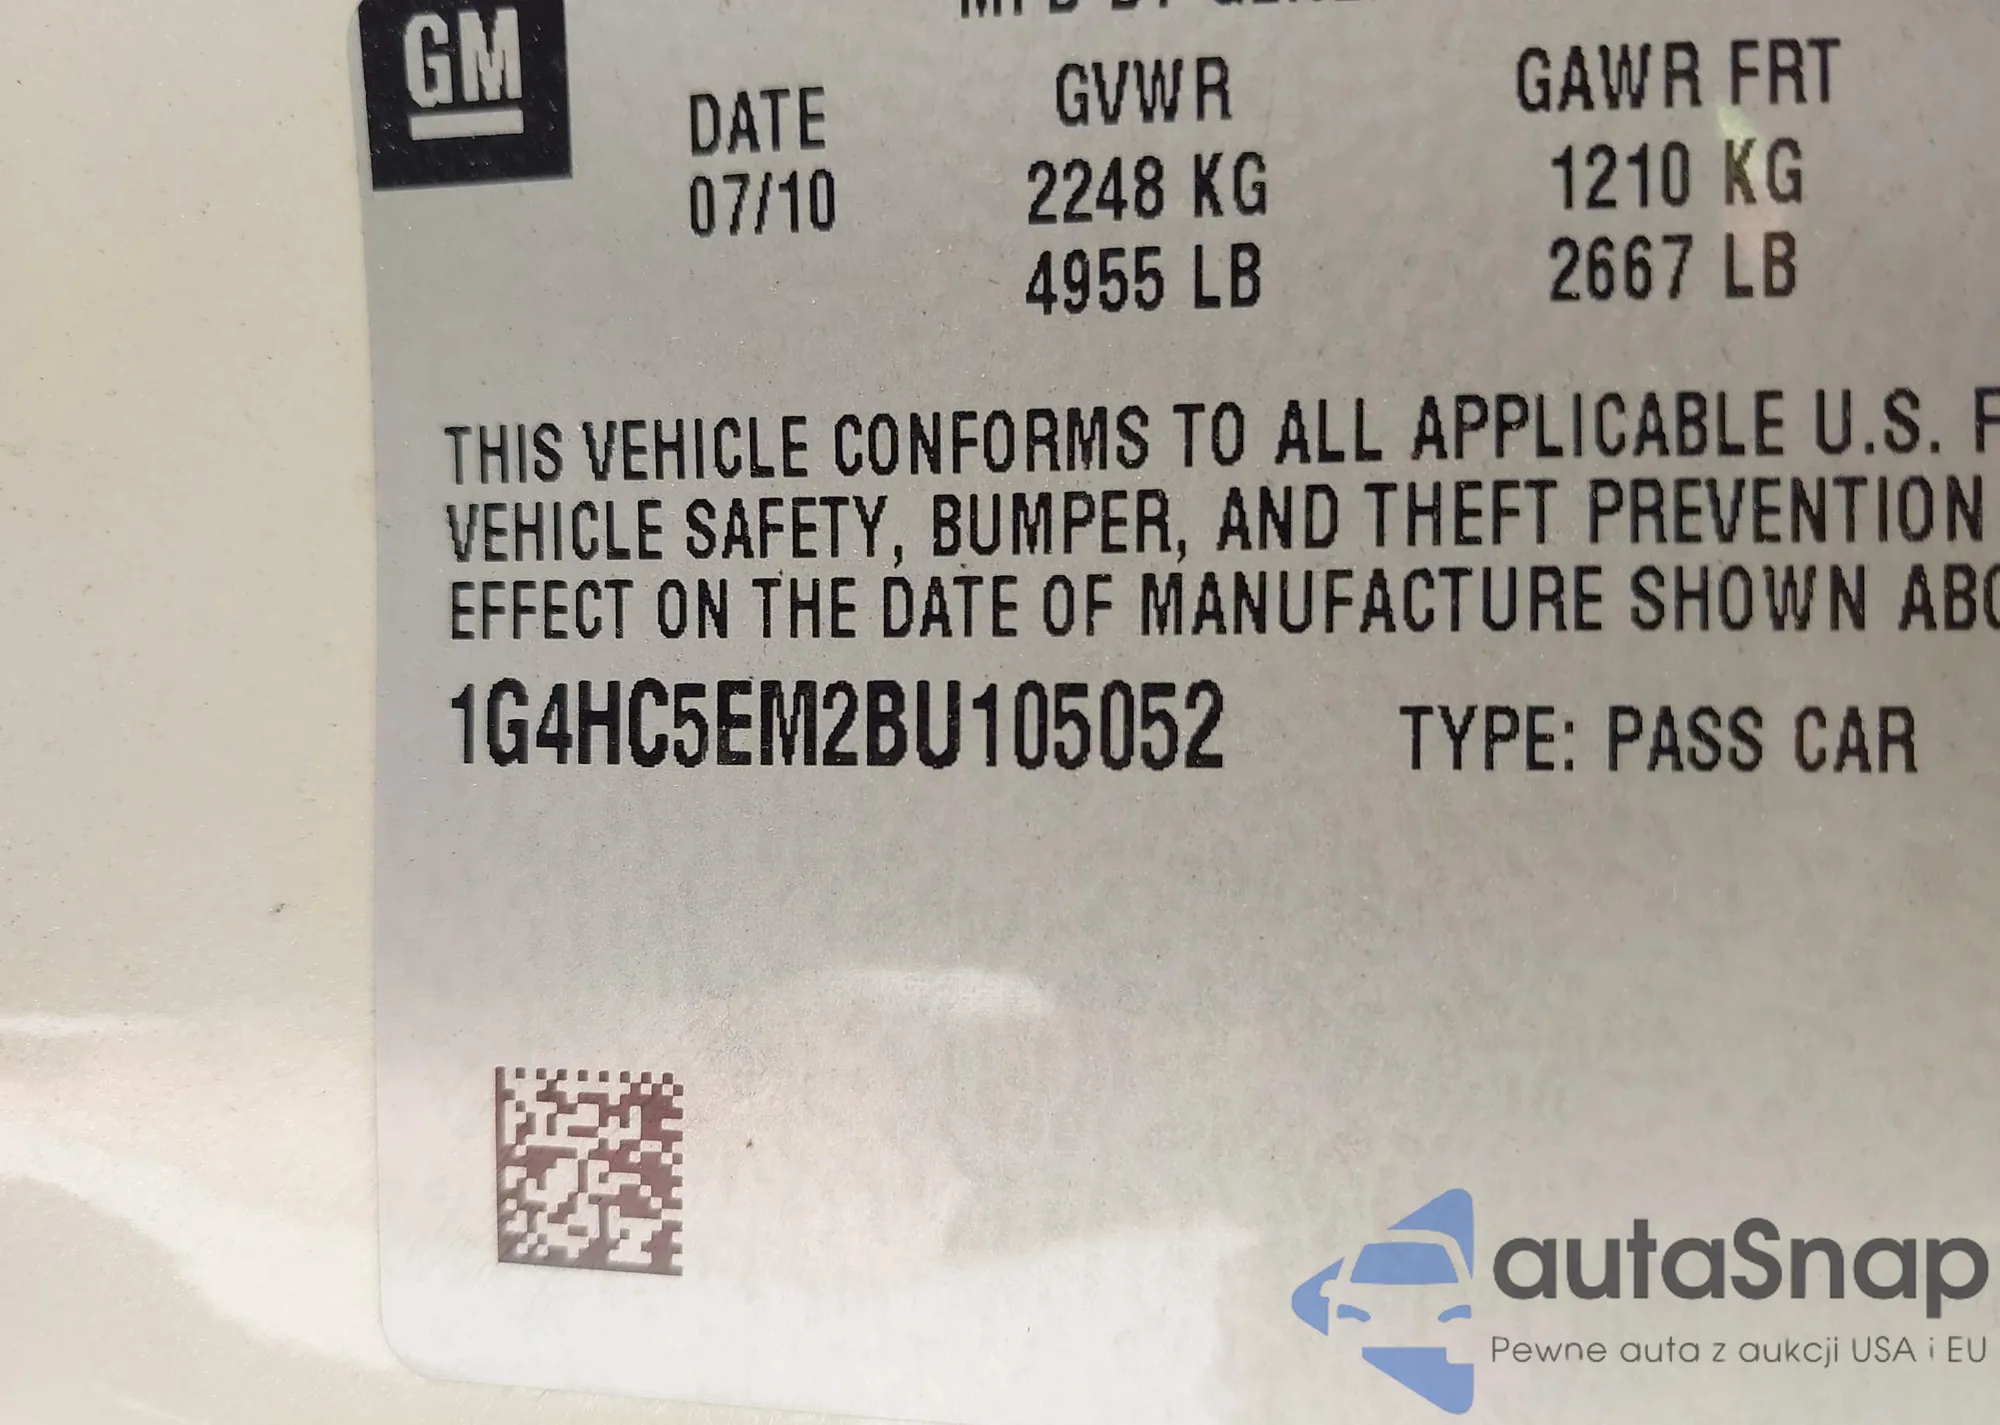 GM
DATE GVWR GAWR FRT
07/10 2248 KG 1210 KG
4955 LB 2667 LB
THIS VEHICLE CONFORMS TO ALL APPLICABLE U.S. F
VEHICLE SAFETY, BUMPER, AND THEFT PREVENTION
EFFECT ON THE DATE OF MANUFACTURE SHOWN ABO
1G4HC5EM2BU105052 TYPE: PASS CAR
autaSnap
Pewne auta z aukcji USA i EU